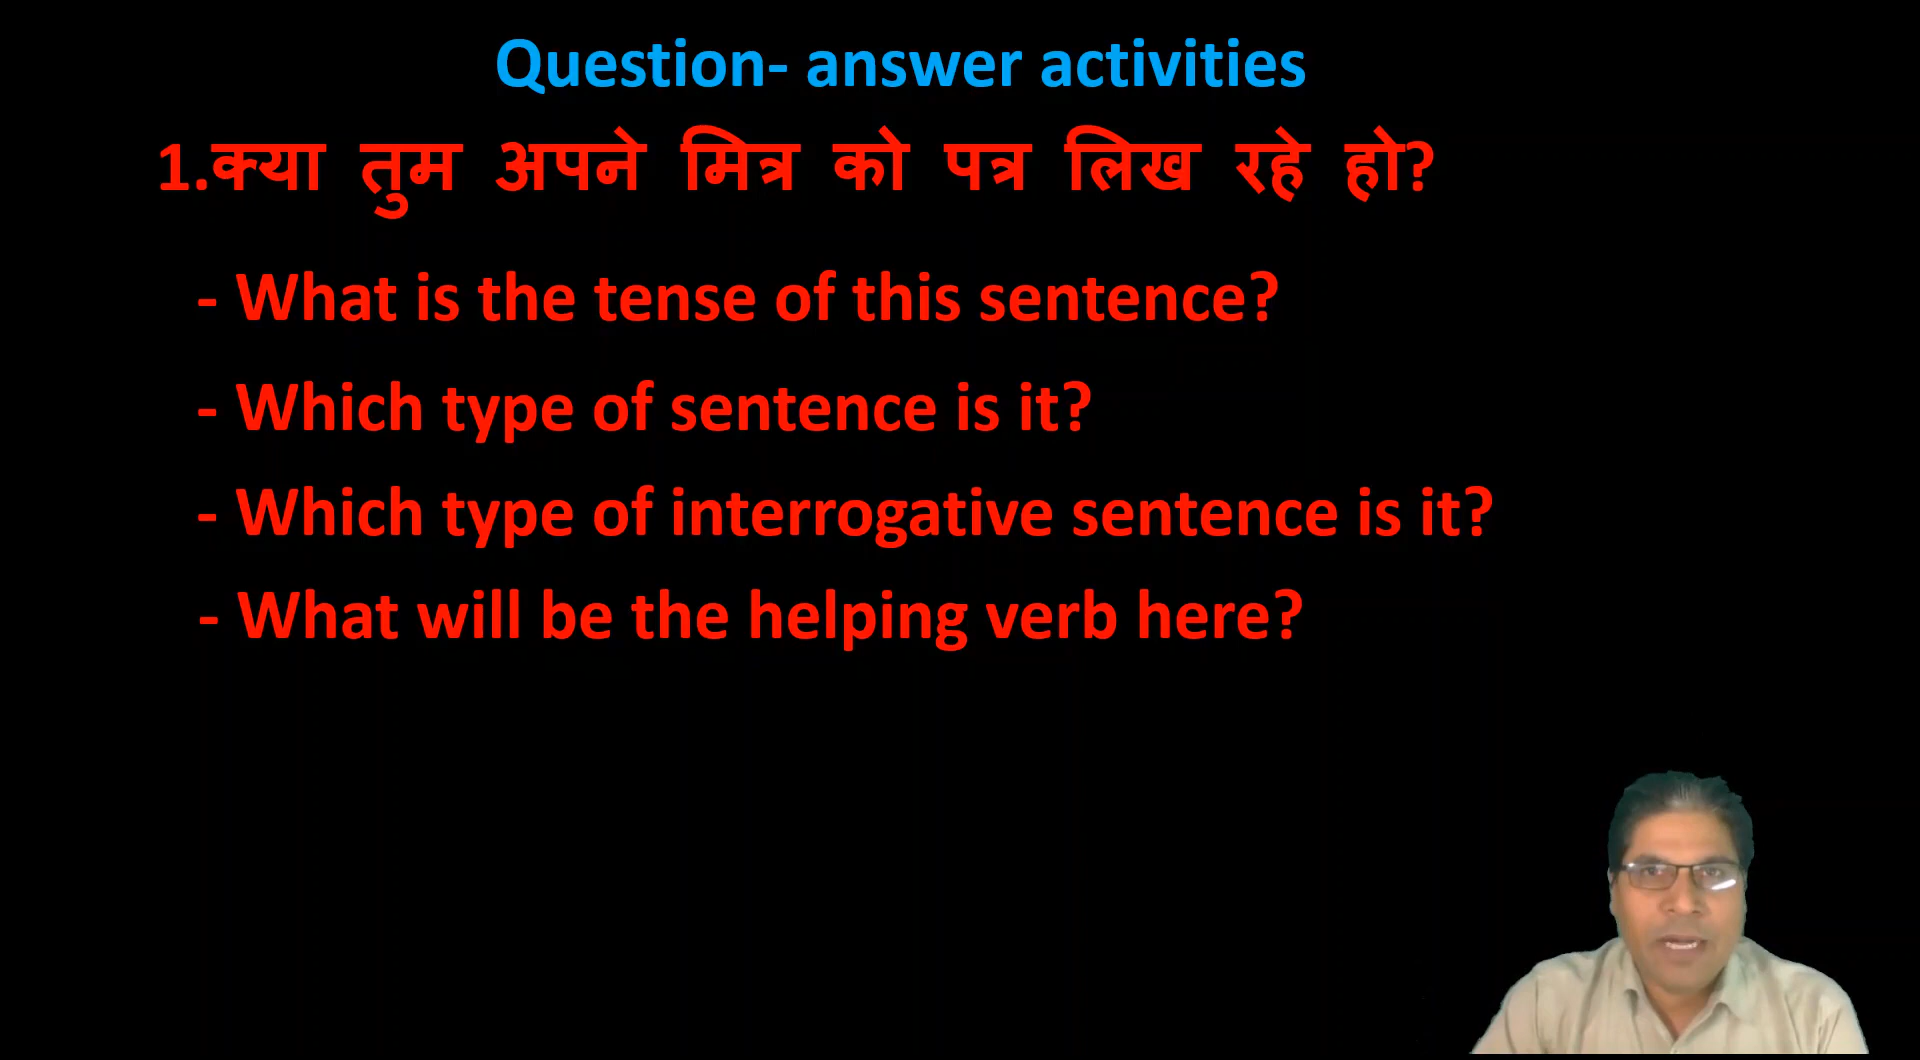 Question- answer activities
1.क्या तुम अपने मित्र को पत्र लिख रहे हो?
- What is the tense of this sentence?
- Which type of sentence is it?
- Which type of interrogative sentence is it?
- What will be the helping verb here?